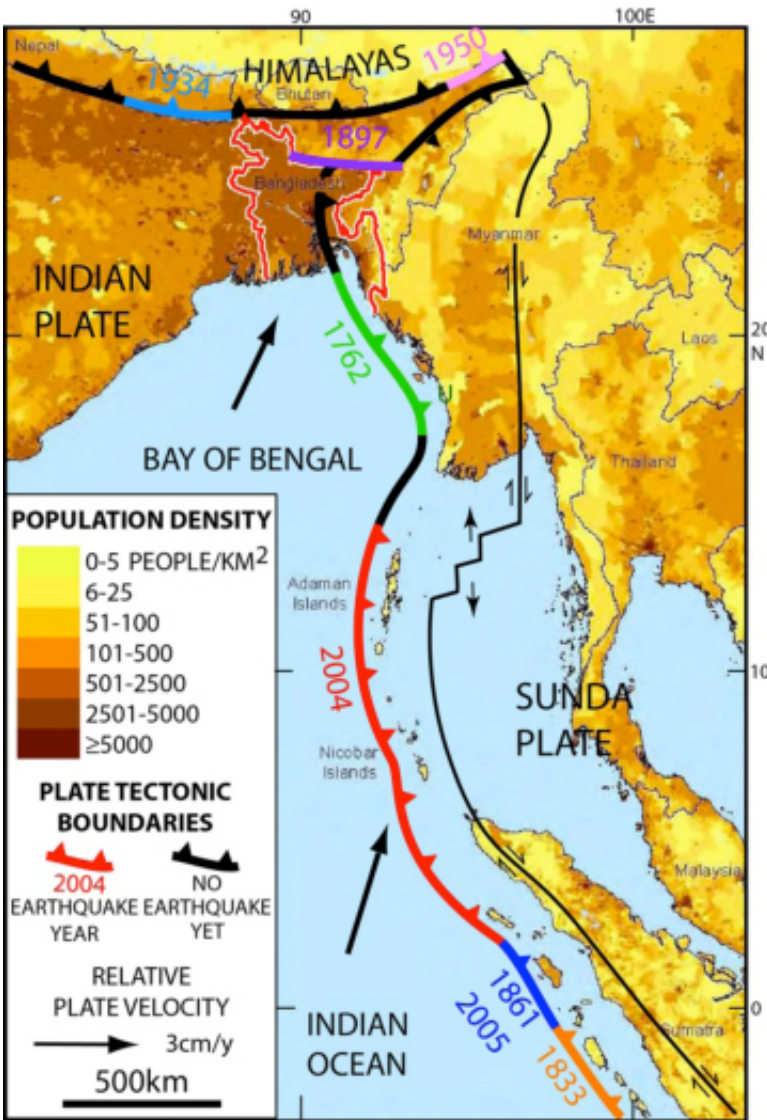 90
100E
Nepal
HIMALAYAS
1950
1934
Bhutan
1897
Bangladesh
Myanmar
INDIAN
PLATE
1762
20
N
Laos
U
BAY OF BENGAL
Thailand
POPULATION DENSITY
0-5 PEOPLE/KM2
6-25
51-100
101-500
501-2500
2501-5000
≥5000
Adaman
Islands
2004
10
SUNDA
PLATE
Nicobar
Islands
PLATE TECTONIC
BOUNDARIES
2004
EARTHQUAKE
YEAR
NO
EARTHQUAKE
YET
Malaysia
RELATIVE
PLATE VELOCITY
3cm/y
500km
INDIAN
OCEAN
1861
2005
1833
0
Sumatra